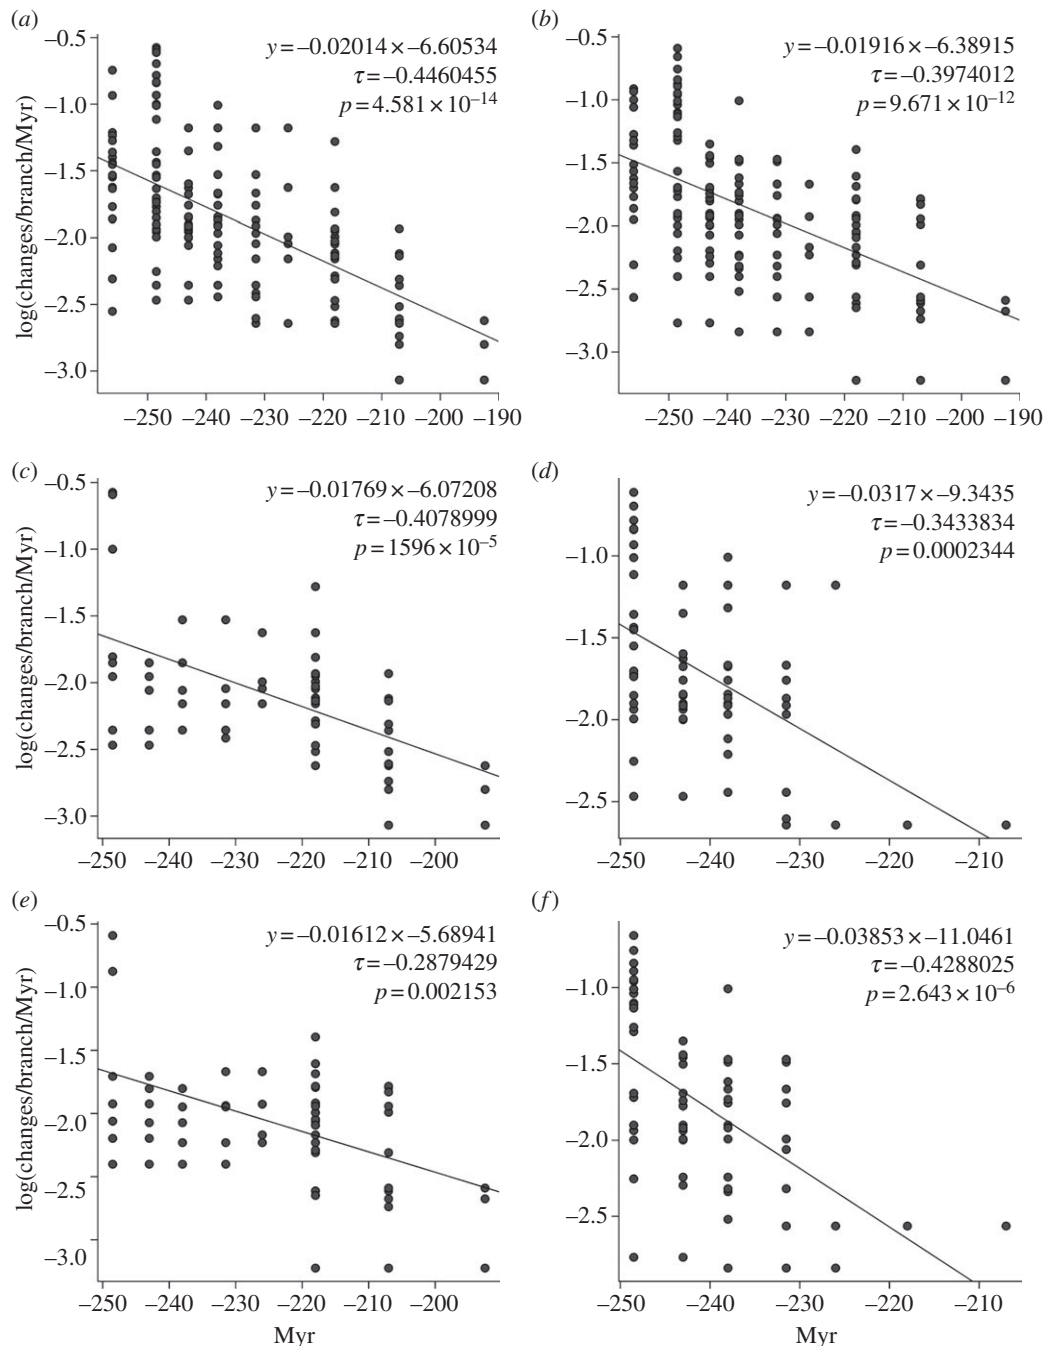 (a)
−0.5
−1.0
−1.5
−2.0
−2.5
−3.0
log(changes/branch/Myr)
y=−0.02014×−6.60534
τ=−0.4460455
p=4.581×10−14
−250 −240 −230 −220 −210 −200 −190
(b)
−0.5
−1.0
−1.5
−2.0
−2.5
−3.0
y=−0.01916×−6.38915
τ=−0.3974012
p=9.671×10−12
−250 −240 −230 −220 −210 −200 −190
(c)
−0.5
−1.0
−1.5
−2.0
−2.5
−3.0
log(changes/branch/Myr)
y=−0.01769×−6.07208
τ=−0.4078999
p=1596×10−5
−250 −240 −230 −220 −210 −200
(d)
−1.0
−1.5
−2.0
−2.5
y=−0.0317×−9.3435
τ=−0.3433834
p=0.0002344
−250 −240 −230 −220 −210
(e)
−0.5
−1.0
−1.5
−2.0
−2.5
−3.0
log(changes/branch/Myr)
y=−0.01612×−5.68941
τ=−0.2879429
p=0.002153
−250 −240 −230 −220 −210 −200
Myr
(f)
−1.0
−1.5
−2.0
−2.5
y=−0.03853×−11.0461
τ=−0.4288025
p=2.643×10−6
−250 −240 −230 −220 −210
Myr